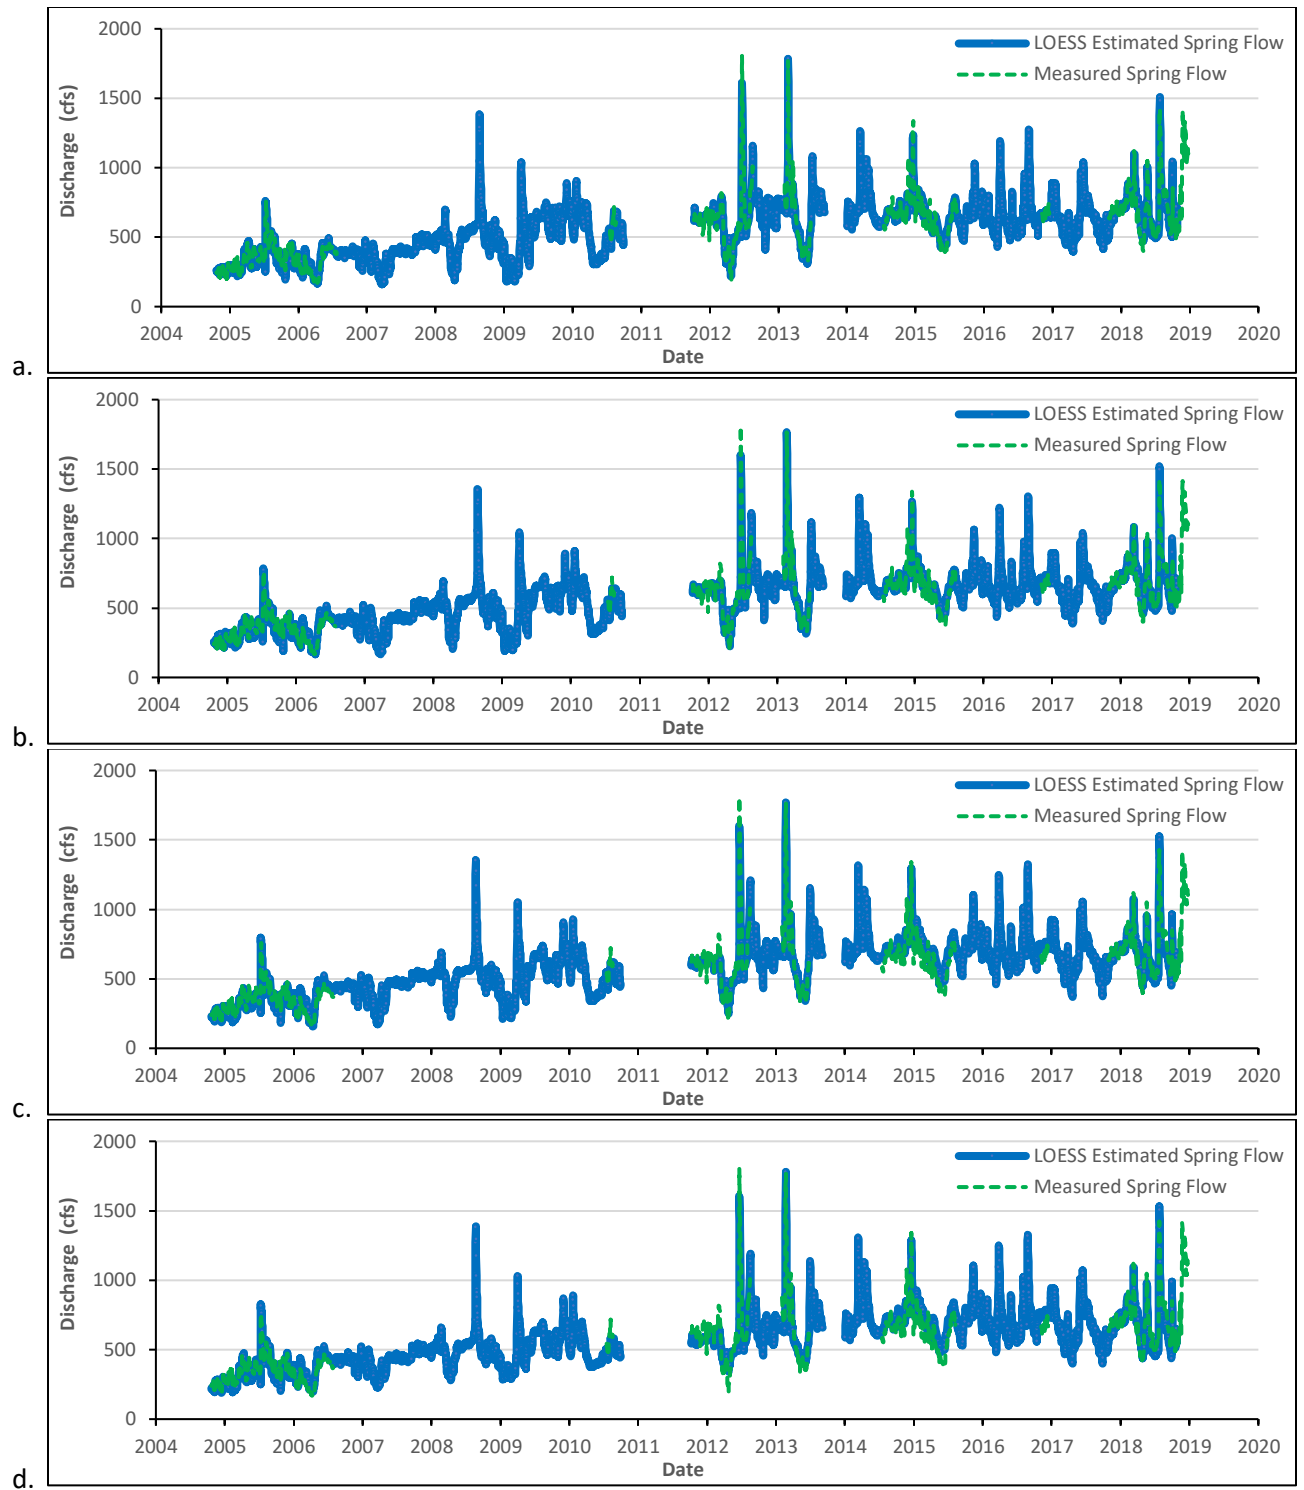 2000
1500
1000
500
0
Discharge (cfs)
LOESS Estimated Spring Flow
Measured Spring Flow
2004 2005 2006 2007 2008 2009 2010 2011 2012 2013 2014 2015 2016 2017 2018 2019 2020
Date
a.
2000
1500
1000
500
0
Discharge (cfs)
LOESS Estimated Spring Flow
Measured Spring Flow
2004 2005 2006 2007 2008 2009 2010 2011 2012 2013 2014 2015 2016 2017 2018 2019 2020
Date
b.
2000
1500
1000
500
0
Discharge (cfs)
LOESS Estimated Spring Flow
Measured Spring Flow
2004 2005 2006 2007 2008 2009 2010 2011 2012 2013 2014 2015 2016 2017 2018 2019 2020
Date
c.
2000
1500
1000
500
0
Discharge (cfs)
LOESS Estimated Spring Flow
Measured Spring Flow
2004 2005 2006 2007 2008 2009 2010 2011 2012 2013 2014 2015 2016 2017 2018 2019 2020
Date
d.